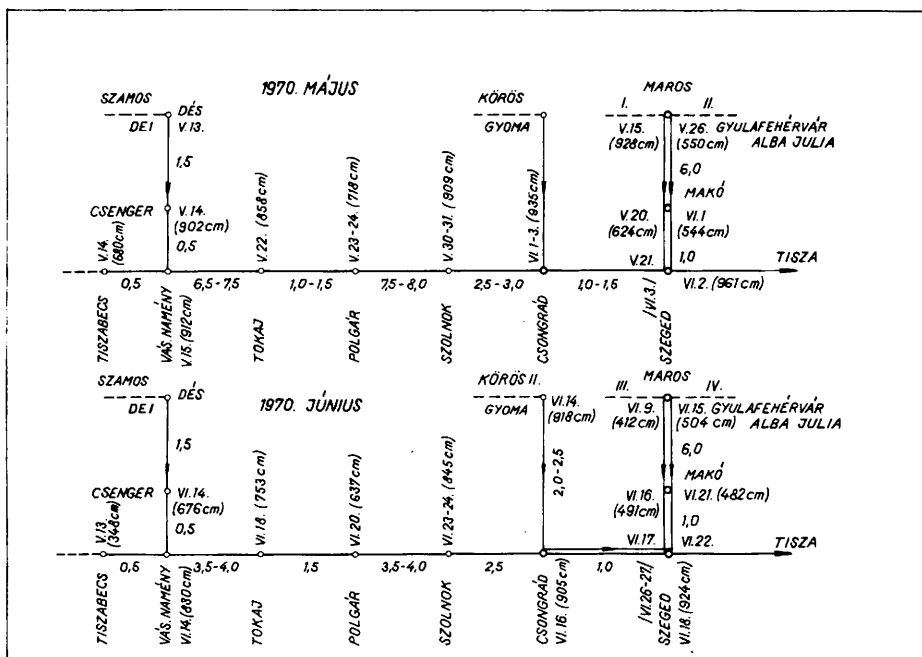 1970. MÁJUS
SZAMOS
DÉS
DEI
V.13.
1,5
CSENGER
V.14.
(902cm)
0,5
KÖRÖS
GYOMA
MAROS
I.
II.
V.15.
(928cm)
V.26.
(550cm)
GYULAFEHÉRVÁR
ALBA JULIA
6,0
MAKÓ
V.20.
(624cm)
VI.1
(544cm)
V.21.
1,0
TISZA
V.14.
(680cm)
V.22. (858cm)
V.23-24. (718cm)
V.30-31. (909cm)
VI.1-3. (935cm)
/VI.3./
VI.2. (961cm)
0,5
6,5-7,5
1,0-1,5
7,5-8,0
2,5-3,0
1,0-1,5
TISZABECS
VÁS.NAMÉNY
V.15.(912cm)
TOKAJ
POLGÁR
SZOLNOK
CSONGRÁD
SZEGED
1970. JÚNIUS
SZAMOS
DÉS
DEI
1,5
CSENGER
VI.14.
(676cm)
0,5
KÖRÖS II.
GYOMA
VI.14.
(918cm)
2,0-2,5
MAROS
III.
IV.
VI.9.
(412cm)
VI.15.
(504 cm)
GYULAFEHÉRVÁR
ALBA JULIA
6,0
MAKÓ
VI.16.
(491cm)
VI.21. (482cm)
1,0
VI.17.
VI.22.
TISZA
V.13.
(348cm)
VI.18. (753cm)
VI.20. (637cm)
VI.23-24. (845cm)
0,5
3,5-4,0
1,5
3,5-4,0
2,5
1,0
TISZABECS
VÁS.NAMÉNY
VI.14.(830cm)
TOKAJ
POLGÁR
SZOLNOK
CSONGRÁD
VI.16. (905cm)
/VI.26-27./
SZEGED
VI.18. (924cm)